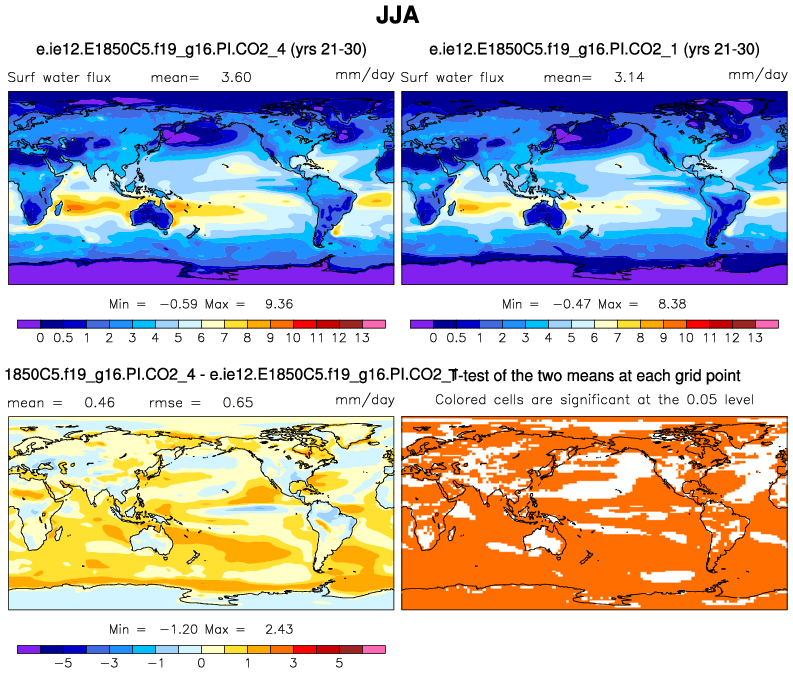 JJA
e.ie12.E1850C5.f19_g16.PI.CO2_4 (yrs 21-30)
Surf water flux mean= 3.60 mm/day
Min = −0.59 Max = 9.36
0 0.5 1 2 3 4 5 6 7 8 9 10 11 12 13
e.ie12.E1850C5.f19_g16.PI.CO2_1 (yrs 21-30)
Surf water flux mean= 3.14 mm/day
Min = −0.47 Max = 8.38
0 0.5 1 2 3 4 5 6 7 8 9 10 11 12 13
1850C5.f19_g16.PI.CO2_4 - e.ie12.E1850C5.f19_g16.PI.CO2_1
mean = 0.46 rmse = 0.65 mm/day
Min = −1.20 Max = 2.43
−5 −3 −1 0 1 3 5
T-test of the two means at each grid point
Colored cells are significant at the 0.05 level